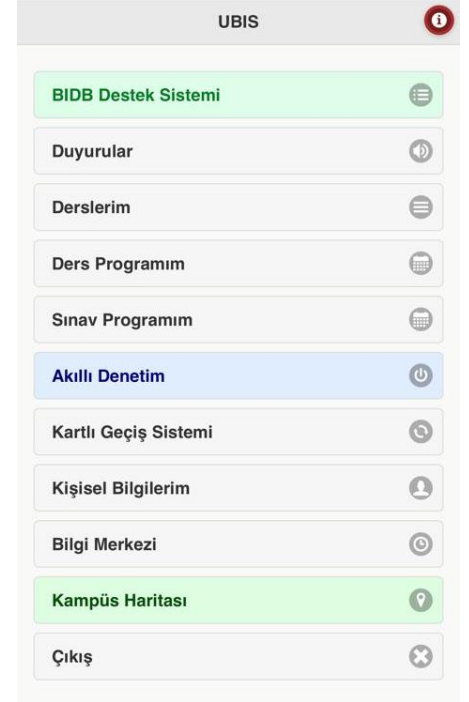 UBIS
BIDB Destek Sistemi
Duyurular
Derslerim
Ders Programım
Sınav Programım
Akıllı Denetim
Kartlı Geçiş Sistemi
Kişisel Bilgilerim
Bilgi Merkezi
Kampüs Haritası
Çıkış